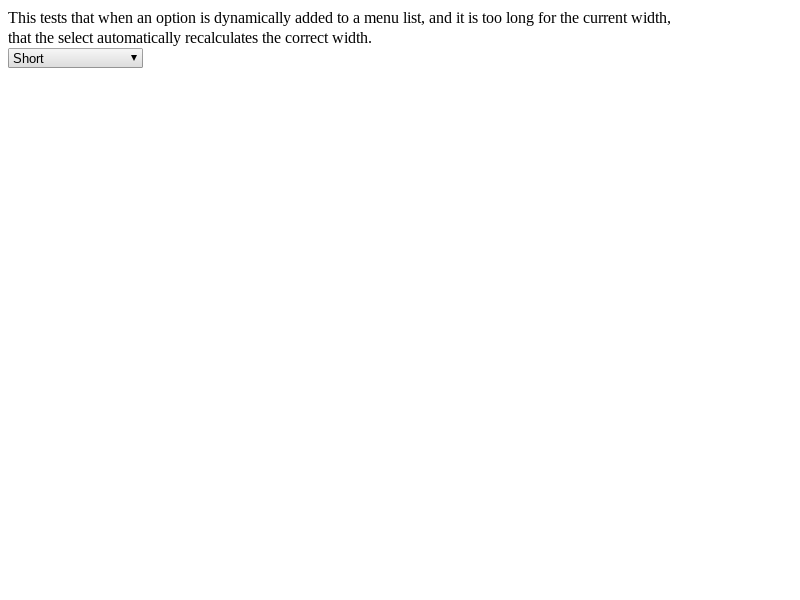 This tests that when an option is dynamically added to a menu list, and it is too long for the current width,
that the select automatically recalculates the correct width.
Short